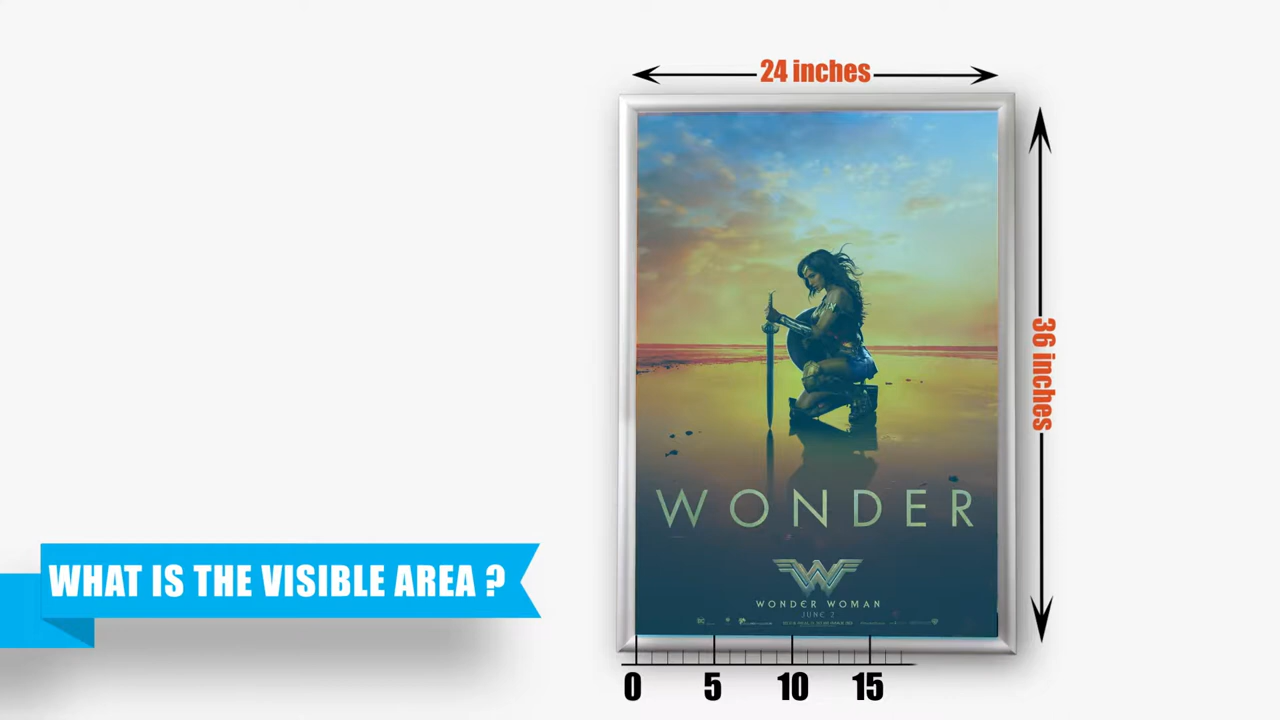 24 inches
36 inches
WONDER
WONDER WOMAN
JUNE 2
WHAT IS THE VISIBLE AREA ?
0 5 10 15